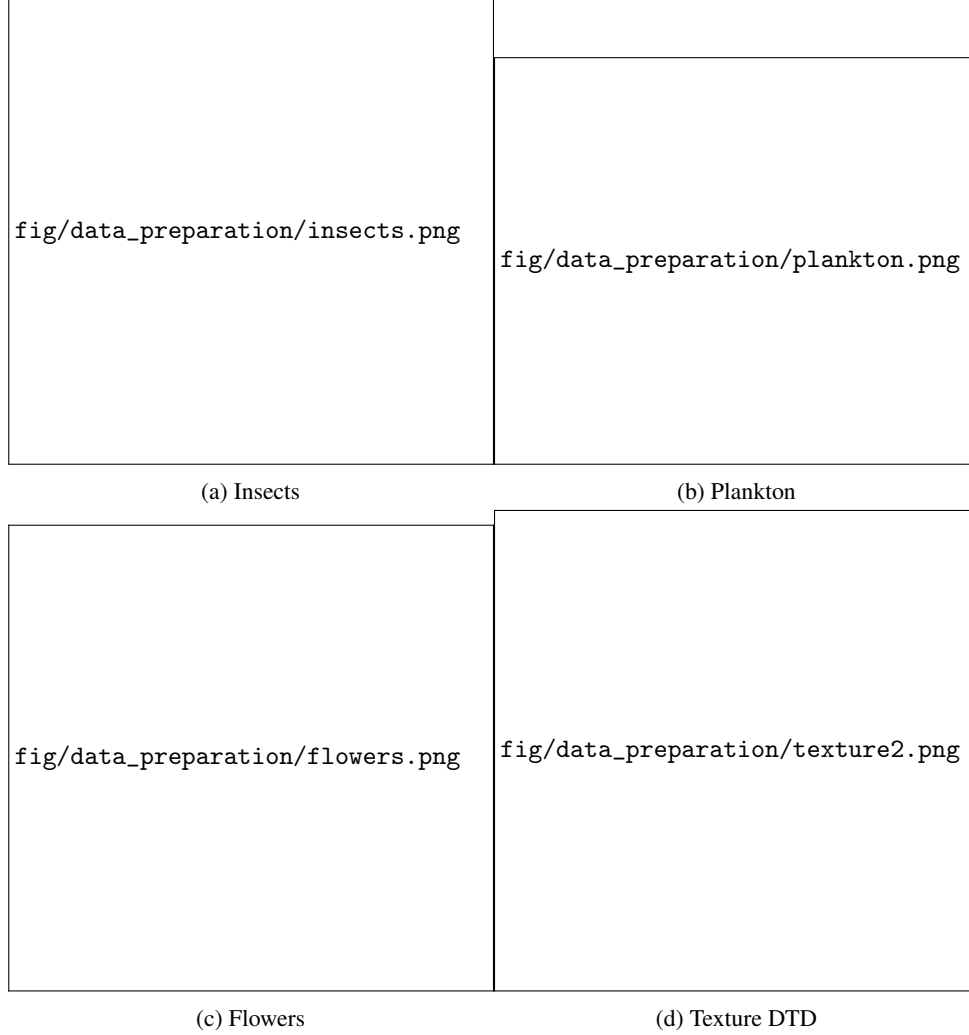 fig/data_preparation/insects.png
fig/data_preparation/plankton.png
(a) Insects
(b) Plankton
fig/data_preparation/flowers.png
fig/data_preparation/texture2.png
(c) Flowers
(d) Texture DTD